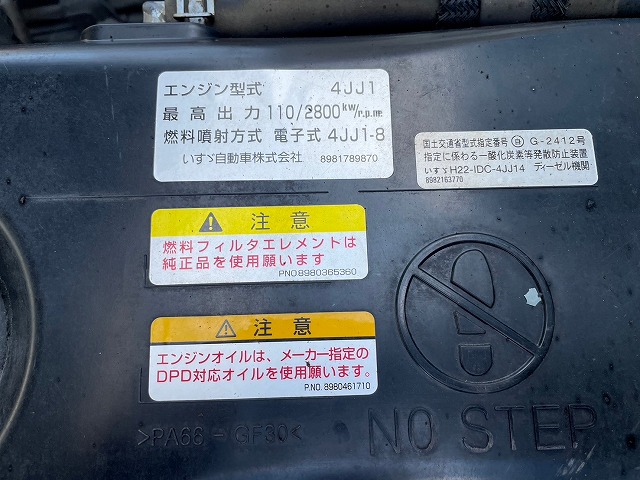 エンジン型式 4JJ1
最高出力 110/2800kW/r.p.m.
燃料噴射方式 電子式 4JJ1-8
いすゞ自動車株式会社 8981789870
国土交通省型式指定番号 自 G-2412号
指定に係わる一酸化炭素等発散防止装置
いすゞH22-IDC-4JJ14 ディーゼル機関
8982163770
注意
燃料フィルタエレメントは
純正品を使用願います
PNO.8980365360
注意
エンジンオイルは、メーカー指定の
DPD対応オイルを使用願います。
P.NO. 8980461710
>PA66-GF30<
NO STEP